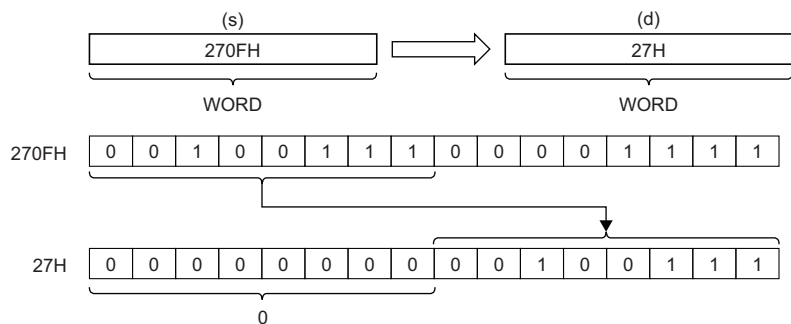 (s) (d)
270FH 27H
WORD WORD
270FH 0 0 1 0 0 1 1 1 0 0 0 0 1 1 1 1
27H 0 0 0 0 0 0 0 0 0 0 1 0 0 1 1 1
0